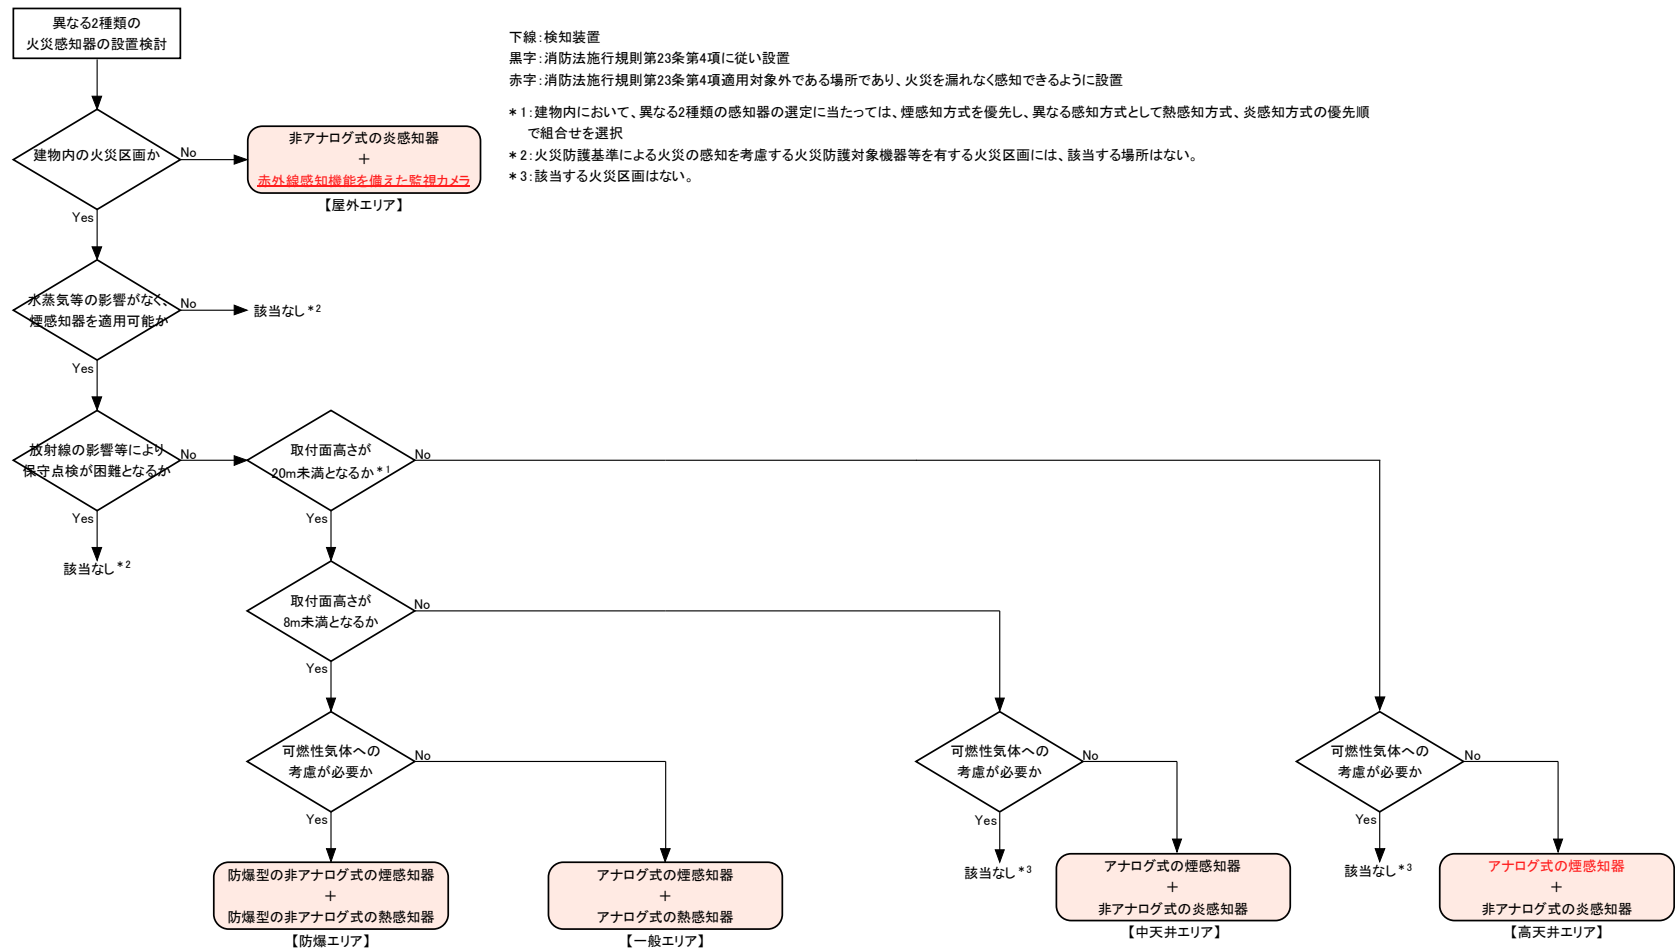 異なる2種類の
火災感知器の設置検討
下線:検知装置
黒字:消防法施行規則第23条第4項に従い設置
赤字:消防法施行規則第23条第4項適用対象外である場所であり、火災を漏れなく感知できるように設置
*1:建物内において、異なる2種類の感知器の選定に当たっては、煙感知方式を優先し、異なる感知方式として熱感知方式、炎感知方式の優先順
で組合せを選択
*2:火災防護基準による火災の感知を考慮する火災防護対象機器等を有する火災区画には、該当する場所はない。
*3:該当する火災区画はない。
建物内の火災区画か
No
非アナログ式の炎感知器
+
赤外線感知機能を備えた監視カメラ
【屋外エリア】
Yes
水蒸気等の影響がなく、
煙感知器を適用可能か
No
該当なし*2
Yes
放射線の影響等により
保守点検が困難となるか
No
取付面高さが
20m未満となるか*1
No
Yes
該当なし*2
Yes
取付面高さが
8m未満となるか
No
Yes
可燃性気体への
考慮が必要か
No
可燃性気体への
考慮が必要か
No
可燃性気体への
考慮が必要か
No
Yes
Yes
Yes
防爆型の非アナログ式の煙感知器
+
防爆型の非アナログ式の熱感知器
【防爆エリア】
アナログ式の煙感知器
+
アナログ式の熱感知器
【一般エリア】
該当なし*3
アナログ式の煙感知器
+
非アナログ式の炎感知器
【中天井エリア】
該当なし*3
アナログ式の煙感知器
+
非アナログ式の炎感知器
【高天井エリア】